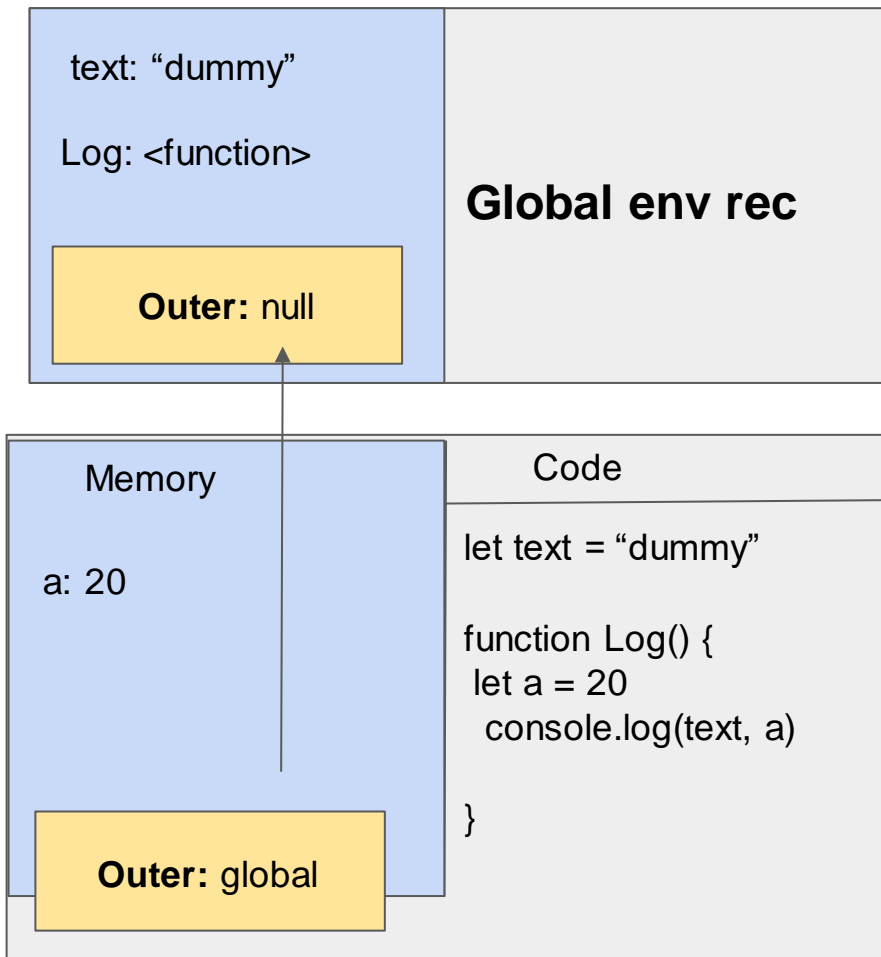 text: “dummy”
Log: <function>
Global env rec
Outer: null
Memory
a: 20
Outer: global
Code
let text = “dummy”
function Log() {
let a = 20
console.log(text, a)
}